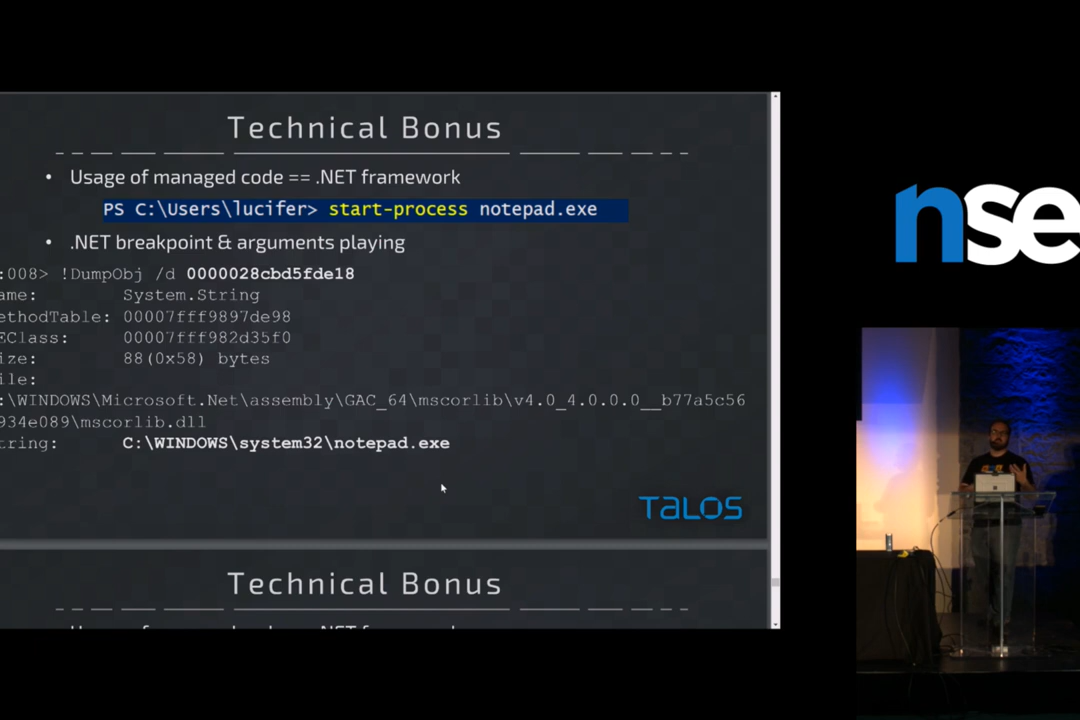 Technical Bonus
• Usage of managed code == .NET framework
PS C:\Users\lucifer> start-process notepad.exe
• .NET breakpoint & arguments playing
:008> !DumpObj /d 0000028cbd5fde18
ame: System.String
ethodTable: 00007fff9897de98
EClass: 00007fff982d35f0
ize: 88(0x58) bytes
ile:
:\WINDOWS\Microsoft.Net\assembly\GAC_64\mscorlib\v4.0_4.0.0.0__b77a5c56
934e089\mscorlib.dll
tring: C:\WINDOWS\system32\notepad.exe
TALOS
Technical Bonus
nse